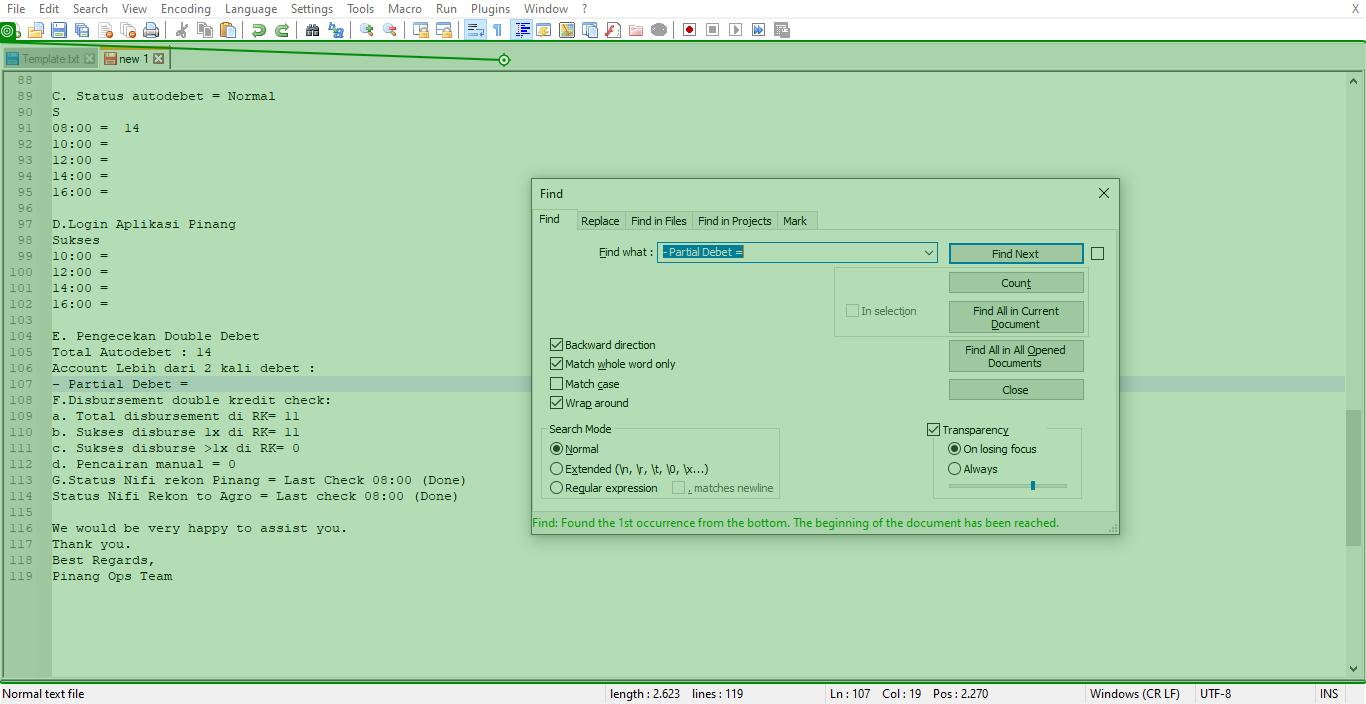 File Edit Search View Encoding Language Settings Tools Macro Run Plugins Window ? X
Template.txt new 1
88
89 C. Status autodebet = Normal
90 S
91 08:00 = 14
92 10:00 =
93 12:00 =
94 14:00 =
95 16:00 =
96
97 D.Login Aplikasi Pinang
98 Sukses
99 10:00 =
100 12:00 =
101 14:00 =
102 16:00 =
103
104 E. Pengecekan Double Debet
105 Total Autodebet : 14
106 Account Lebih dari 2 kali debet :
107 - Partial Debet =
108 F.Disbursement double kredit check:
109 a. Total disbursement di RK= 11
110 b. Sukses disburse 1x di RK= 11
111 c. Sukses disburse >1x di RK= 0
112 d. Pencairan manual = 0
113 G.Status Nifi rekon Pinang = Last Check 08:00 (Done)
114 Status Nifi Rekon to Agro = Last check 08:00 (Done)
115
116 We would be very happy to assist you.
117 Thank you.
118 Best Regards,
119 Pinang Ops Team
Find
Find Replace Find in Files Find in Projects Mark
Find what : - Partial Debet = Find Next
Count
In selection
Find All in Current
Document
Find All in All Opened
Documents
Close
Backward direction
Match whole word only
Match case
Wrap around
Search Mode
Normal
Extended (\n, \r, \t, \0, \x...)
Regular expression . matches newline
Transparency
On losing focus
Always
Find: Found the 1st occurrence from the bottom. The beginning of the document has been reached.
Normal text file length : 2.623 lines : 119 Ln : 107 Col : 19 Pos : 2.270 Windows (CR LF) UTF-8 INS